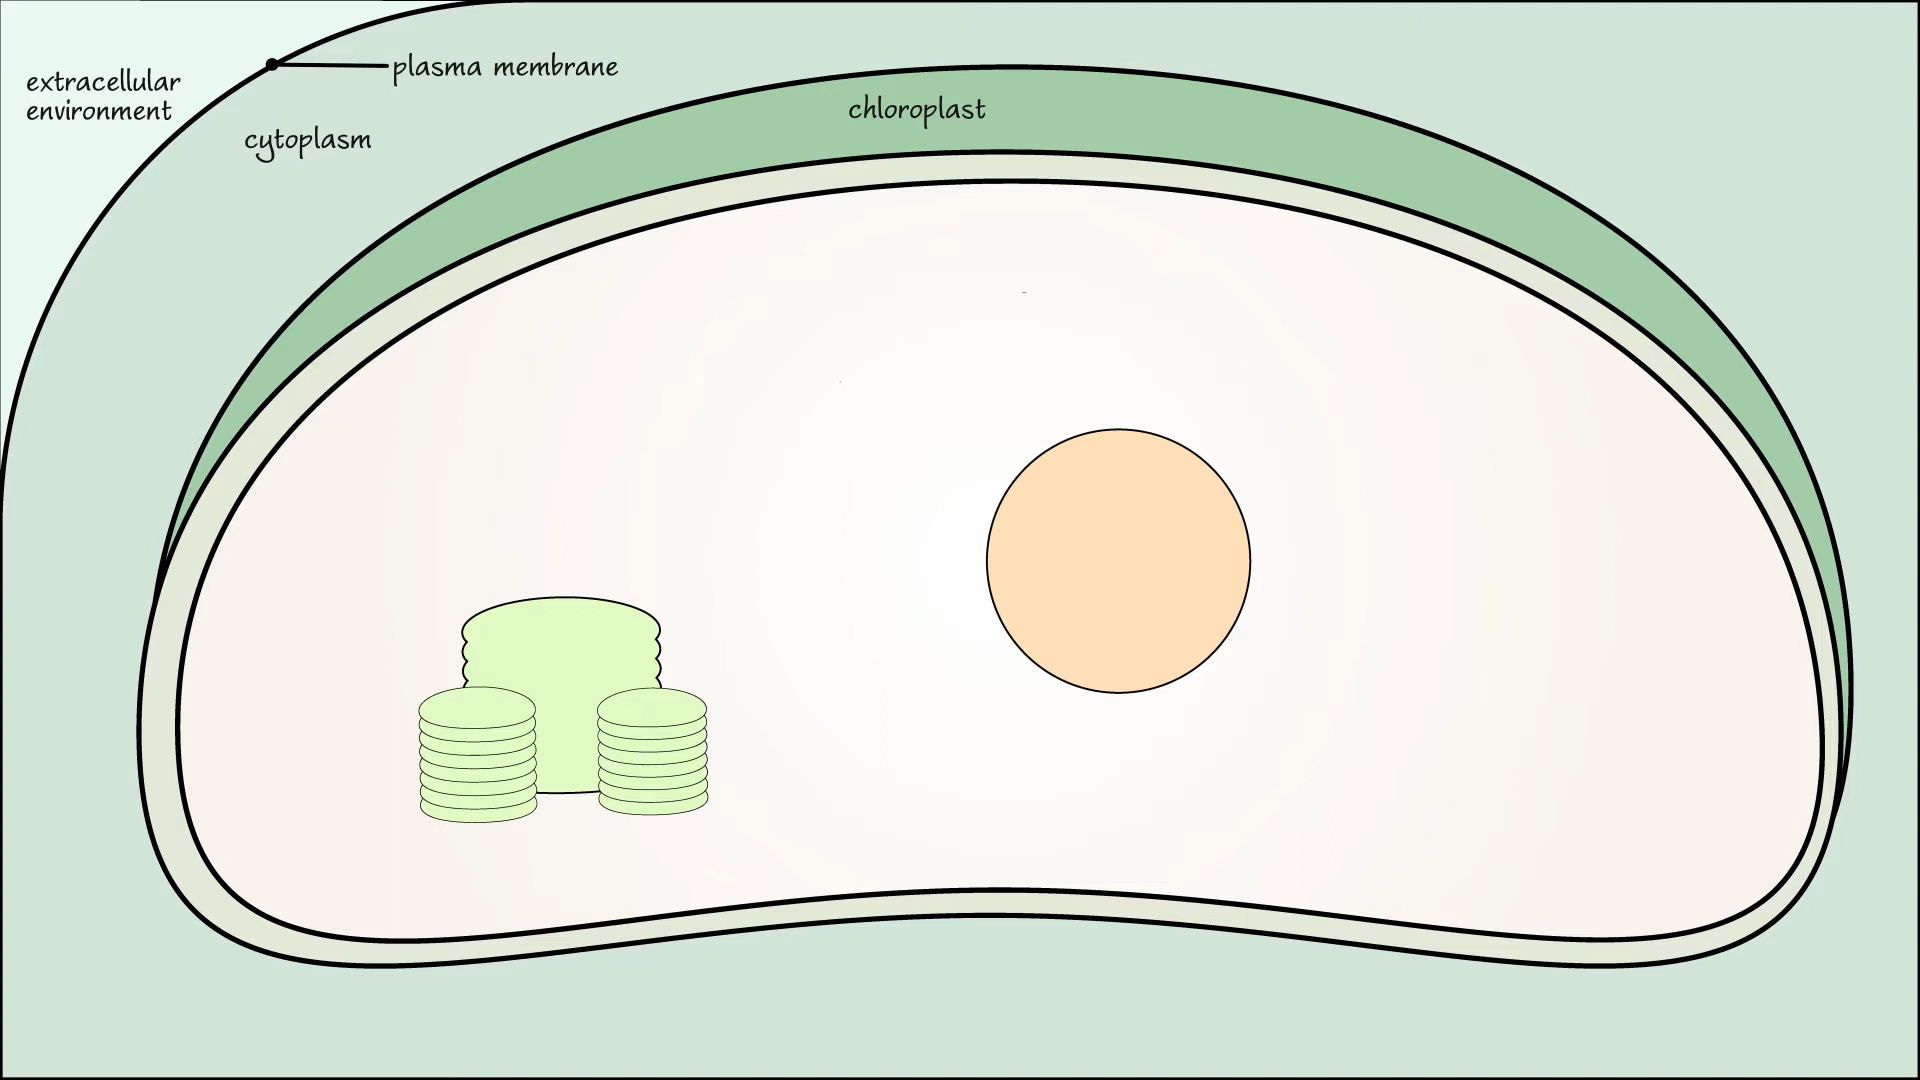 extracellular
environment
plasma membrane
cytoplasm
chloroplast